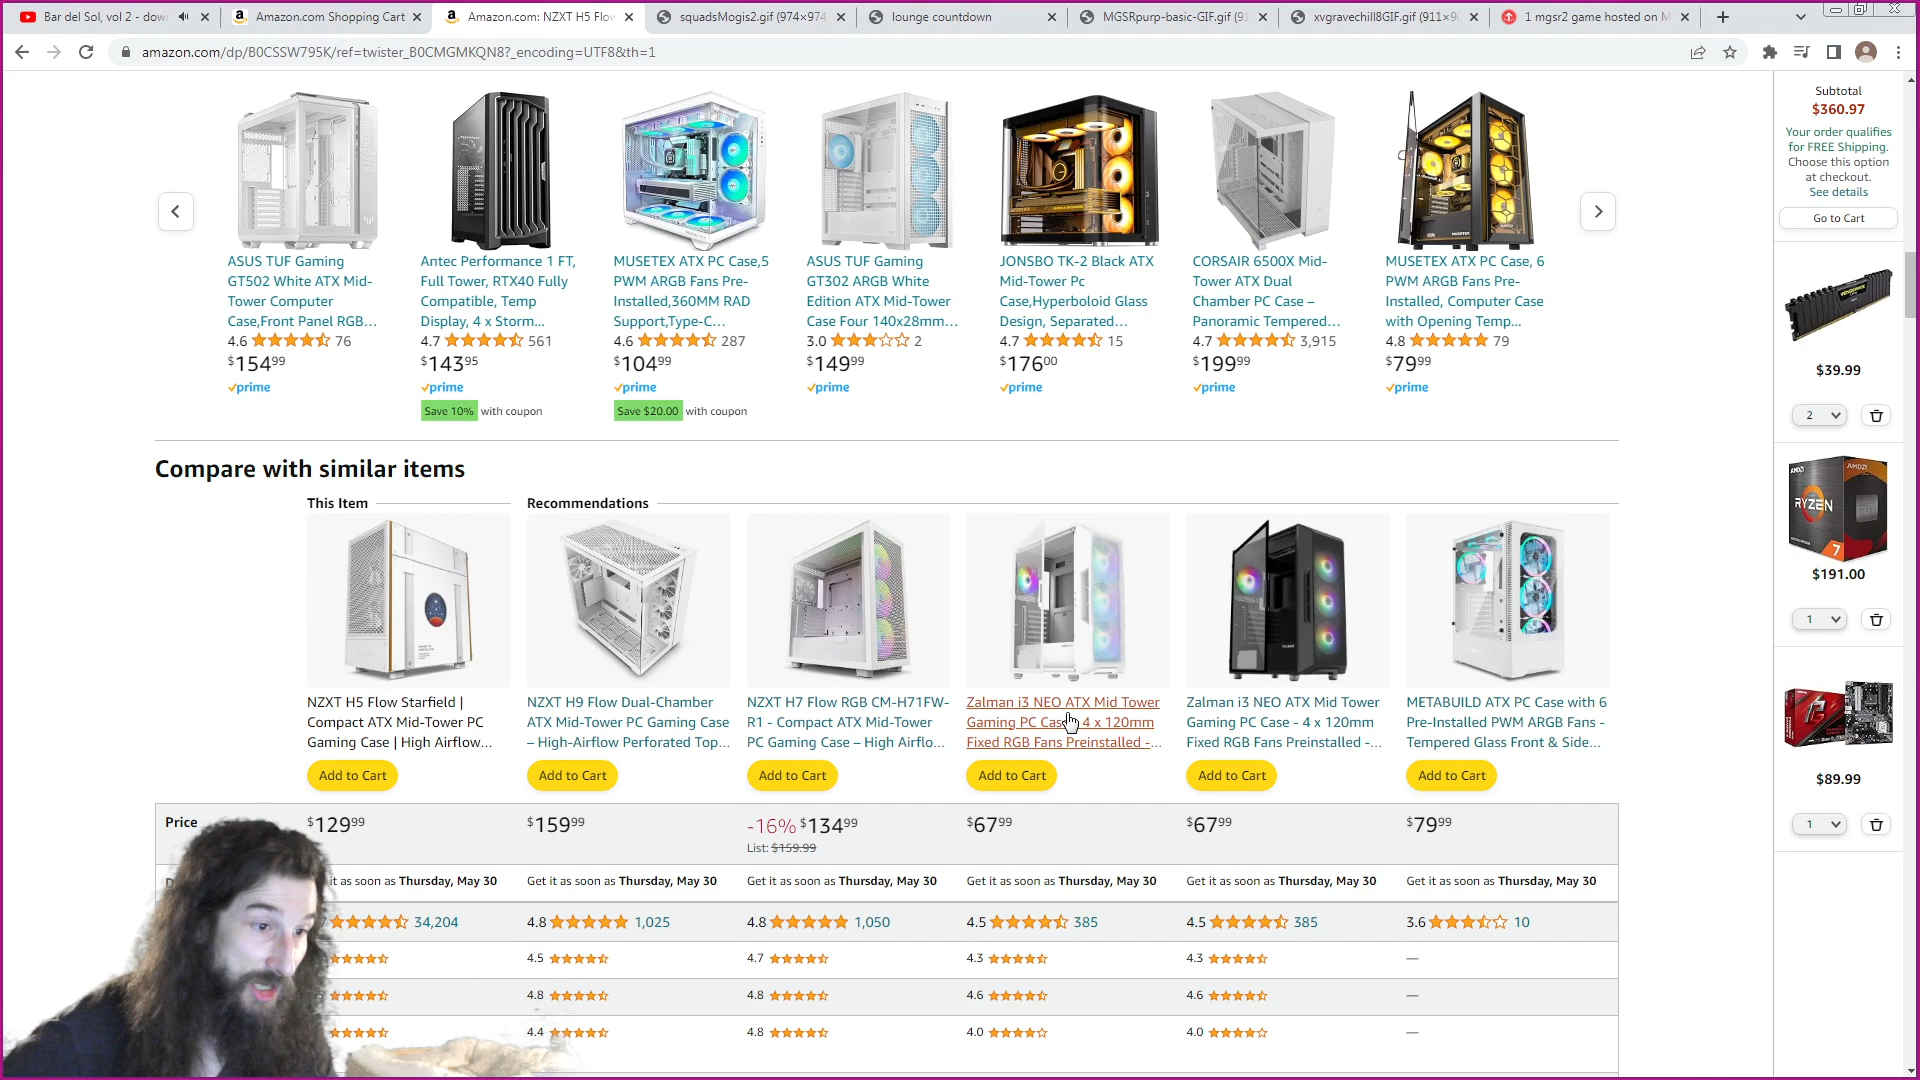 Bar del Sol, vol 2 - dow
Amazon.com Shopping Cart
Amazon.com: NZXT H5 Flow
squadsMogis2.gif (974×974
lounge countdown
MGSRpurp-basic-GIF.gif (91
xvgravechill8GIF.gif (911×90
1 mgsr2 game hosted on M
amazon.com/dp/B0CSSW795K/ref=twister_B0CMGMKQN8?_encoding=UTF8&th=1
Subtotal
$360.97
Your order qualifies
for FREE Shipping.
Choose this option
at checkout.
See details
Go to Cart
ASUS TUF Gaming
GT502 White ATX Mid-
Tower Computer
Case,Front Panel RGB...
4.6 76
$154.99
prime
Antec Performance 1 FT,
Full Tower, RTX40 Fully
Compatible, Temp
Display, 4 x Storm...
4.7 561
$143.95
prime
Save 10% with coupon
MUSETEX ATX PC Case,5
PWM ARGB Fans Pre-
Installed,360MM RAD
Support,Type-C...
4.6 287
$104.99
prime
Save $20.00 with coupon
ASUS TUF Gaming
GT302 ARGB White
Edition ATX Mid-Tower
Case Four 140x28mm...
3.0 2
$149.99
prime
JONSBO TK-2 Black ATX
Mid-Tower Pc
Case,Hyperboloid Glass
Design, Separated...
4.7 15
$176.00
prime
CORSAIR 6500X Mid-
Tower ATX Dual
Chamber PC Case –
Panoramic Tempered...
4.7 3,915
$199.99
prime
MUSETEX ATX PC Case, 6
PWM ARGB Fans Pre-
Installed, Computer Case
with Opening Temp...
4.8 79
$79.99
prime
$39.99
2
AMD
RYZEN
7
$191.00
1
$89.99
1
Compare with similar items
This Item
Recommendations
NZXT H5 Flow Starfield |
Compact ATX Mid-Tower PC
Gaming Case | High Airflow...
Add to Cart
NZXT H9 Flow Dual-Chamber
ATX Mid-Tower PC Gaming Case
– High-Airflow Perforated Top...
Add to Cart
NZXT H7 Flow RGB CM-H71FW-
R1 - Compact ATX Mid-Tower
PC Gaming Case – High Airflo...
Add to Cart
Zalman i3 NEO ATX Mid Tower
Gaming PC Case - 4 x 120mm
Fixed RGB Fans Preinstalled -...
Add to Cart
Zalman i3 NEO ATX Mid Tower
Gaming PC Case - 4 x 120mm
Fixed RGB Fans Preinstalled -...
Add to Cart
METABUILD ATX PC Case with 6
Pre-Installed PWM ARGB Fans -
Tempered Glass Front & Side...
Add to Cart
Price $129.99 $159.99 -16% $134.99 $67.99 $67.99 $79.99
List: $159.99
it as soon as Thursday, May 30 Get it as soon as Thursday, May 30 Get it as soon as Thursday, May 30 Get it as soon as Thursday, May 30 Get it as soon as Thursday, May 30 Get it as soon as Thursday, May 30
34,204 4.8 1,025 4.8 1,050 4.5 385 4.5 385 3.6 10
4.5 4.7 4.3 4.3 —
4.8 4.8 4.6 4.6 —
4.4 4.8 4.0 4.0 —